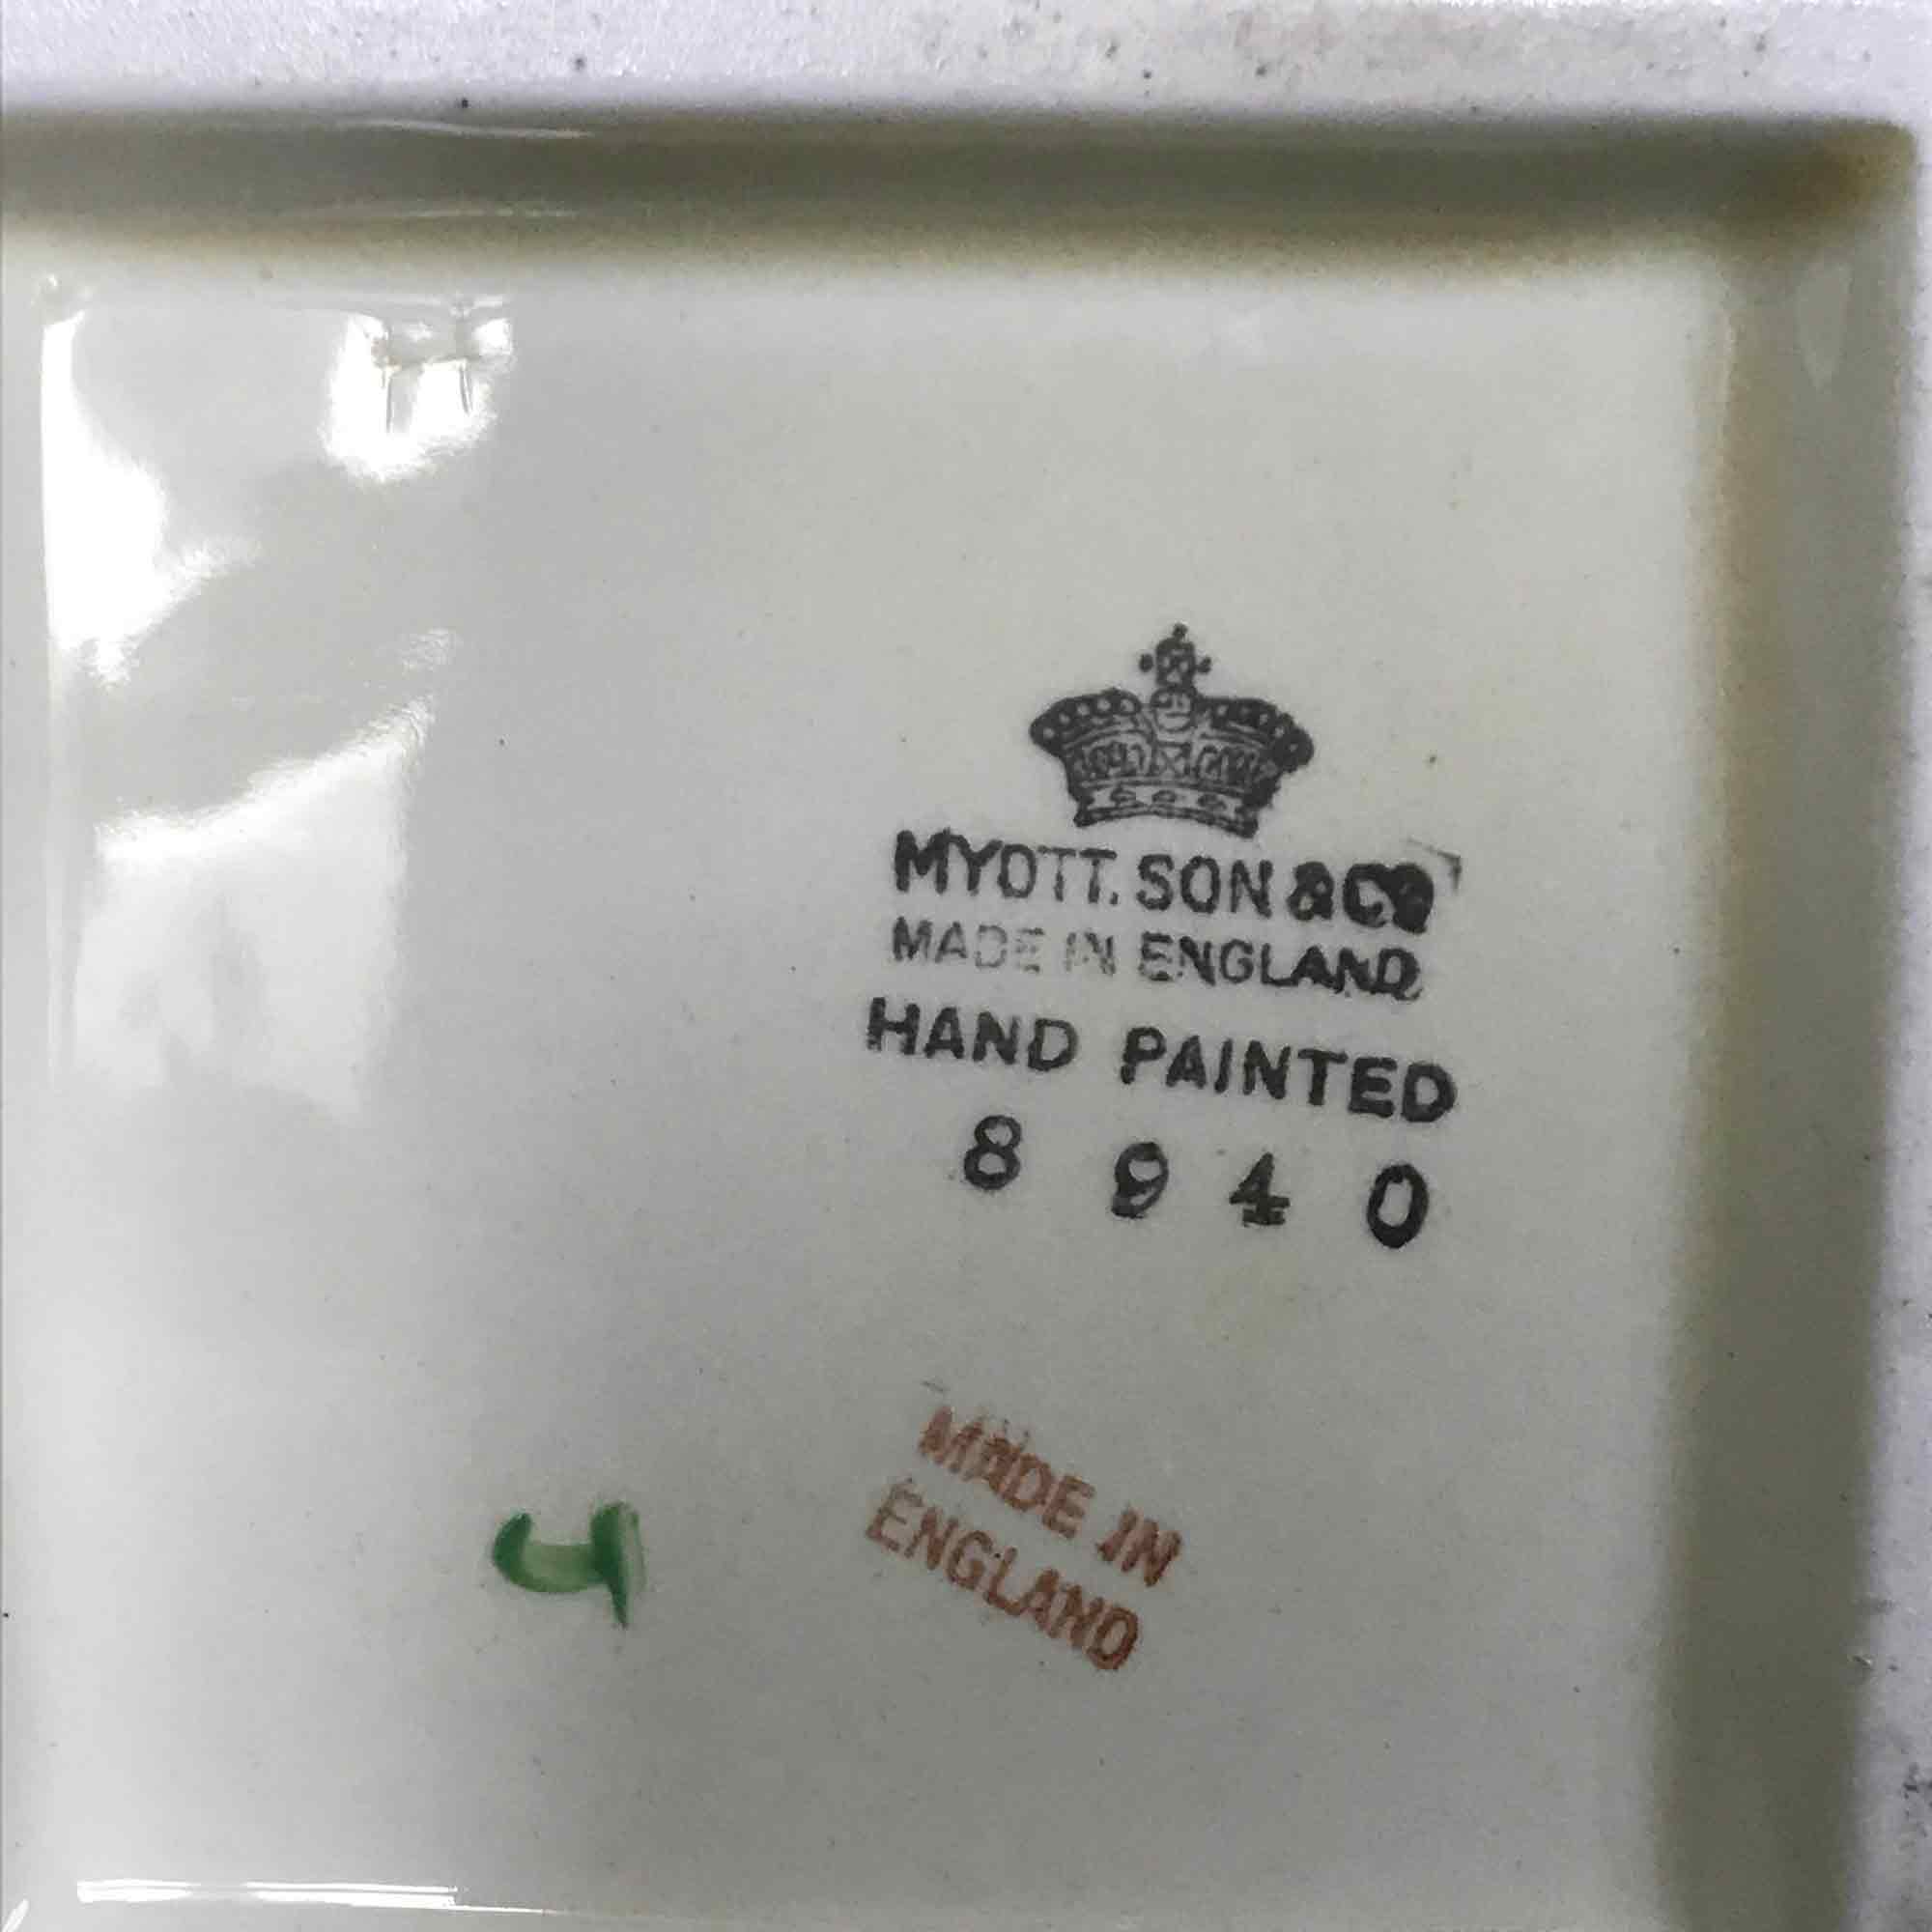 MYOTT. SON & Co
MADE IN ENGLAND
HAND PAINTED
8 9 4 0
MADE IN
ENGLAND
4